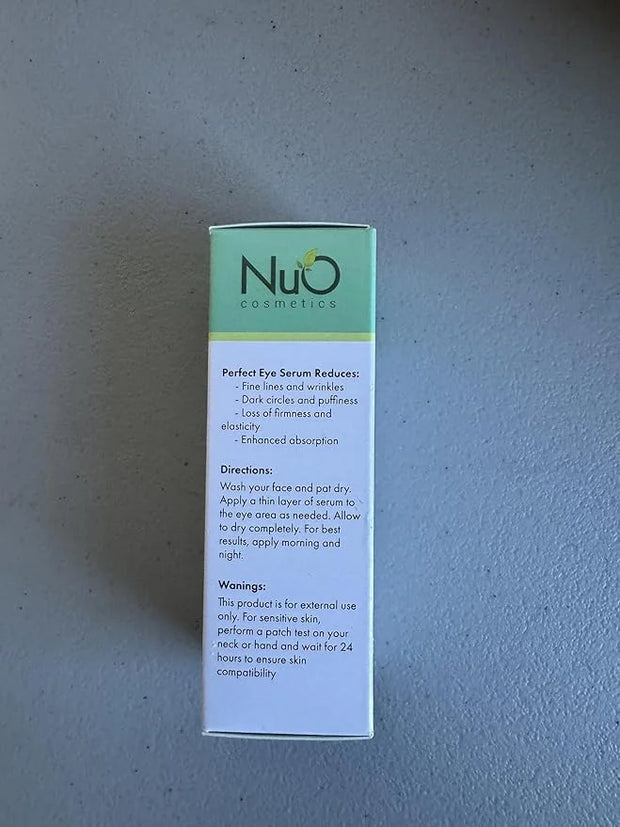 NuO
cosmetics
Perfect Eye Serum Reduces:
- Fine lines and wrinkles
- Dark circles and puffiness
- Loss of firmness and
elasticity
- Enhanced absorption
Directions:
Wash your face and pat dry.
Apply a thin layer of serum to
the eye area as needed. Allow
to dry completely. For best
results, apply morning and
night.
Wanings:
This product is for external use
only. For sensitive skin,
perform a patch test on your
neck or hand and wait for 24
hours to ensure skin
compatibility